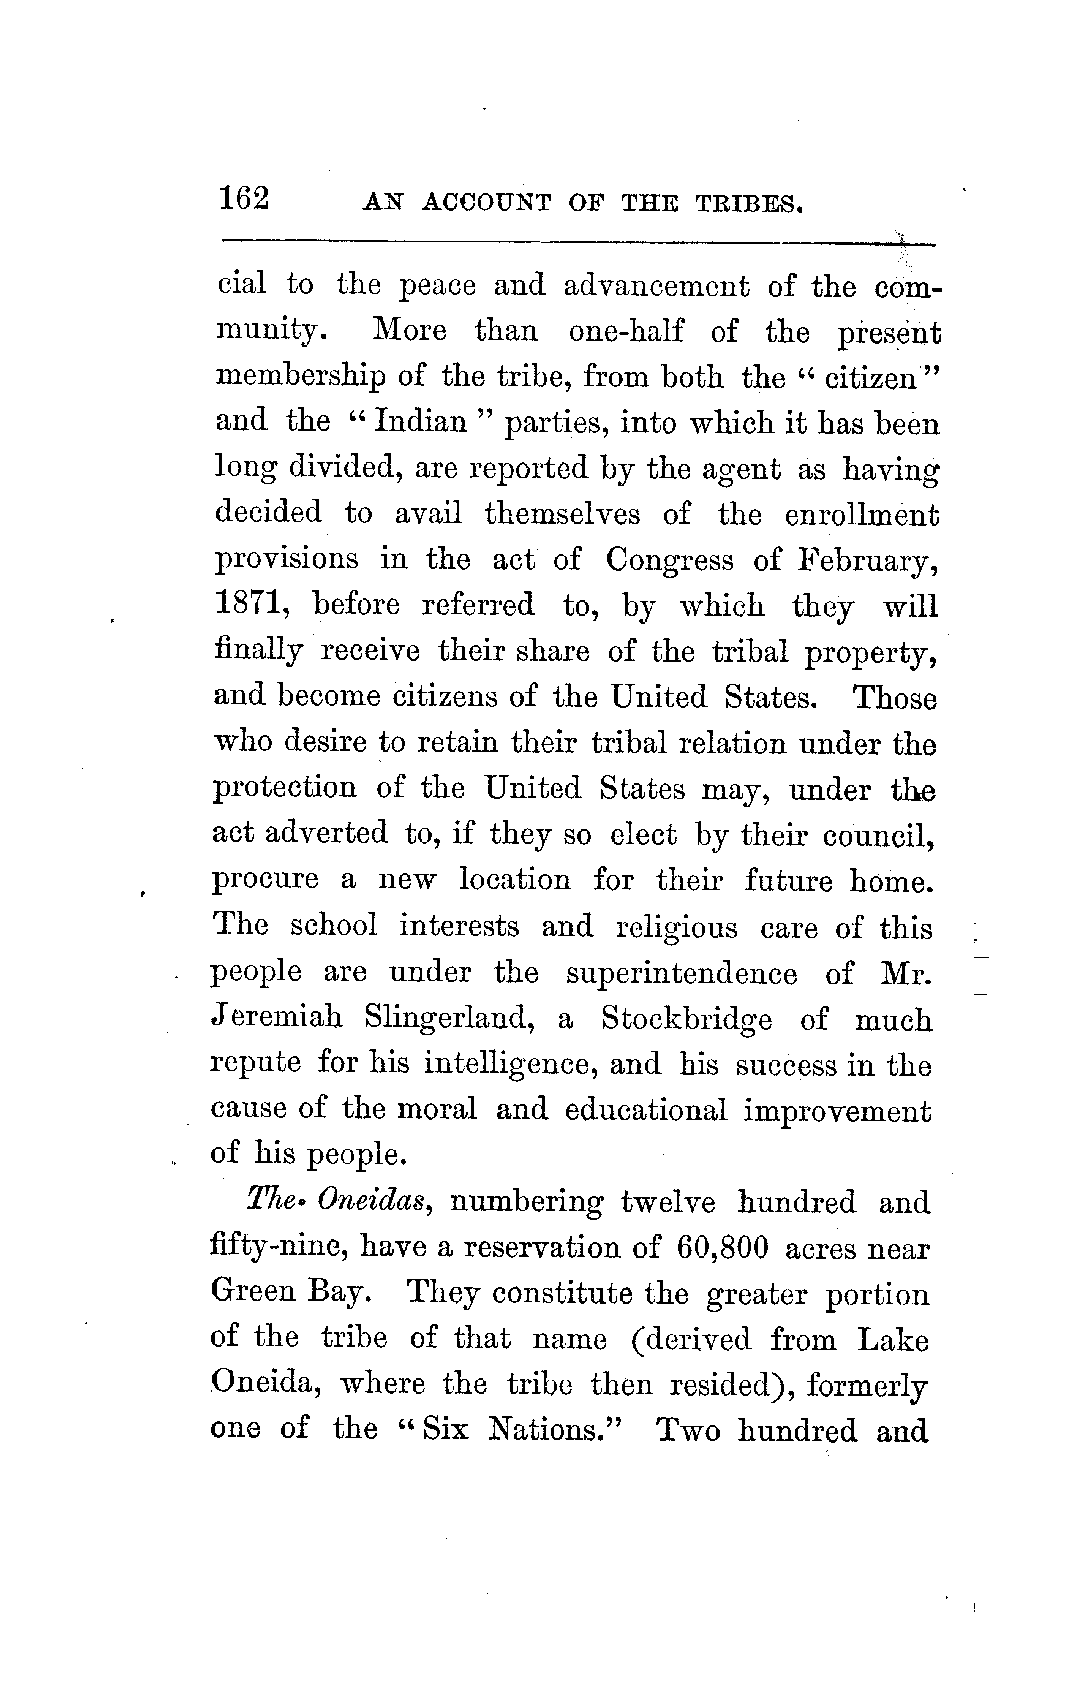 162 AN ACCOUNT OF THE TRIBES.
cial to the peace and advancement of the com-
munity. More than one-half of the present
membership of the tribe, from both the “ citizen ”
and the “ Indian ” parties, into which it has been
long divided, are reported by the agent as having
decided to avail themselves of the enrollment
provisions in the act of Congress of February,
1871, before referred to, by which they will
finally receive their share of the tribal property,
and become citizens of the United States. Those
who desire to retain their tribal relation under the
protection of the United States may, under the
act adverted to, if they so elect by their council,
procure a new location for their future home.
The school interests and religious care of this
people are under the superintendence of Mr.
Jeremiah Slingerland, a Stockbridge of much
repute for his intelligence, and his success in the
cause of the moral and educational improvement
of his people.
The Oneidas, numbering twelve hundred and
fifty-nine, have a reservation of 60,800 acres near
Green Bay. They constitute the greater portion
of the tribe of that name (derived from Lake
Oneida, where the tribe then resided), formerly
one of the “ Six Nations.” Two hundred and